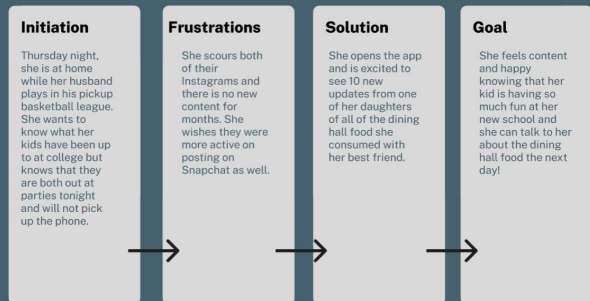 Initiation
Thursday night,
she is at home
while her husband
plays in his pickup
basketball league.
She wants to
know what her
kids have been up
to at college but
knows that they
are both out at
parties tonight
and will not pick
up the phone.
Frustrations
She scours both
of their
Instagrams and
there is no new
content for
months. She
wishes they were
more active on
posting on
Snapchat as well.
Solution
She opens the app
and is excited to
see 10 new
updates from one
of her daughters
of all of the dining
hall food she
consumed with
her best friend.
Goal
She feels content
and happy
knowing that her
kid is having so
much fun at her
new school and
she can talk to her
about the dining
hall food the next
day!